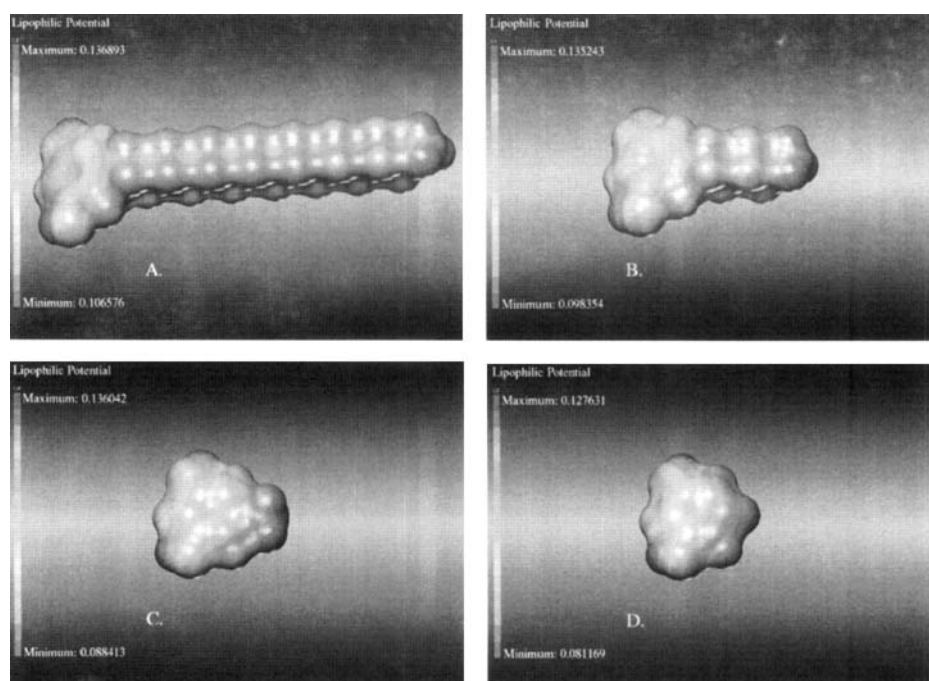 Lipophilic Potential
Maximum: 0.136893
A.
Minimum: 0.106576
Lipophilic Potential
Maximum: 0.135243
B.
Minimum: 0.098354
Lipophilic Potential
Maximum: 0.136042
C.
Minimum: 0.088413
Lipophilic Potential
Maximum: 0.127631
D.
Minimum: 0.081169